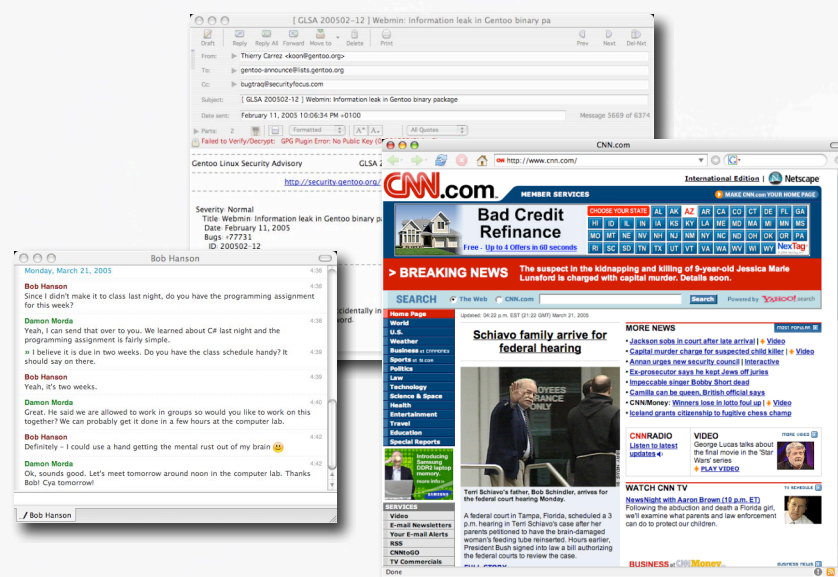 [ GLSA 200502-12 ] Webmin: Information leak in Gentoo binary pa
Draft Reply Reply All Forward Move to Delete Print Prev Next Del-Nxt
From: Thierry Carrez <koon@gentoo.org>
To: gentoo-announce@lists.gentoo.org
Cc: bugtraq@securityfocus.com
Subject: [ GLSA 200502-12 ] Webmin: Information leak in Gentoo binary package
Date sent: February 11, 2005 10:06:34 PM +0100 Message 5669 of 6374
Parts: 2 Formatted All Quotes
Failed to Verify/Decrypt: GPG Plugin Error: No Public Key
Gentoo Linux Security Advisory GLSA
http://security.gentoo.org/
Severity: Normal
Title: Webmin: Information leak in Gentoo binary pa
Date: February 11, 2005
Bugs: #77731
ID: 200502-12
cidentally in
ord.
Bob Hanson
Monday, March 21, 2005 4:38
Bob Hanson 4:38
Since I didn't make it to class last night, do you have the programming assignment
for this week?
Damon Morda 4:38
Yeah, I can send that over to you. We learned about C# last night and the
programming assignment is fairly simple.
» I believe it is due in two weeks. Do you have the class schedule handy? It 4:39
should say on there.
Bob Hanson 4:39
Yeah, it's two weeks.
Damon Morda 4:40
Great. He said we are allowed to work in groups so would you like to work on this
together? We can probably get it done in a few hours at the computer lab.
Bob Hanson 4:42
Definitely – I could use a hand getting the mental rust out of my brain
Damon Morda 4:42
Ok, sounds good. Let's meet tomorrow around noon in the computer lab. Thanks
Bob! Cya tomorrow!
Bob Hanson
CNN.com
http://www.cnn.com/
International Edition | Netscape
CNN.com MEMBER SERVICES MAKE CNN.com YOUR HOME PAGE
Bad Credit
Refinance
Free - Up to 4 Offers in 60 seconds
CHOOSE YOUR STATE AL AK AZ AR CA CO CT DE FL GA
HI ID IL IN IA KS KY LA ME MD MA MI MN MS
MO MT NE NV NH NJ NM NY NC ND OH OK OR PA
RI SC SD TN TX UT VT VA WA WV WI WY NexTag
> BREAKING NEWS
The suspect in the kidnapping and killing of 9-year-old Jessica Marie
Lunsford is charged with capital murder. Details soon.
SEARCH The Web CNN.com Search Powered by YAHOO! search
Home Page
World
U.S.
Weather
Business at CNNMONEY
Sports at SI.com
Politics
Law
Technology
Science & Space
Health
Entertainment
Travel
Education
Special Reports
Introducing
Samsung
DDR2 laptop
memory.
more info
SAMSUNG
SERVICES
Video
E-mail Newsletters
Your E-mail Alerts
RSS
CNNtoGO
TV Commercials
Updated: 04:22 p.m. EST (21:22 GMT) March 21, 2005
Schiavo family arrive for
federal hearing
OYEES
RANCE
ONLY
Terri Schiavo's father, Bob Schindler, arrives for
the federal court hearing Monday.
A federal court in Tampa, Florida, scheduled a 3
p.m. hearing in Terri Schiavo's case after her
parents petitioned to have the brain-damaged
woman's feeding tube reinserted. Hours earlier,
President Bush signed into law a bill authorizing
the federal courts to review the case.
FULL STORY
MORE NEWS MOST POPULAR
• Jackson sobs in court after late arrival | Video
• Capital murder charge for suspected child killer | Video
• Annan urges new security council | Interactive
• Ex-prosecutor says he kept Jews off juries
• Impeccable singer Bobby Short dead
• Camilla can be queen, British official says
• CNN/Money: Winners lose in lotto foul up | Video
• Iceland grants citizenship to fugitive chess champ
CNNRADIO
Listen to latest
updates
VIDEO MORE VIDEO
George Lucas talks about
the final movie in the 'Star
Wars' series
PLAY VIDEO
WATCH CNN TV TV SCHEDULE
NewsNight with Aaron Brown (10 p.m. ET)
Following the abduction and death a Florida girl,
we'll examine what parents and law enforcement
can do to protect our children.
BUSINESS at CNNMoney BUSINESS NEWS
Done